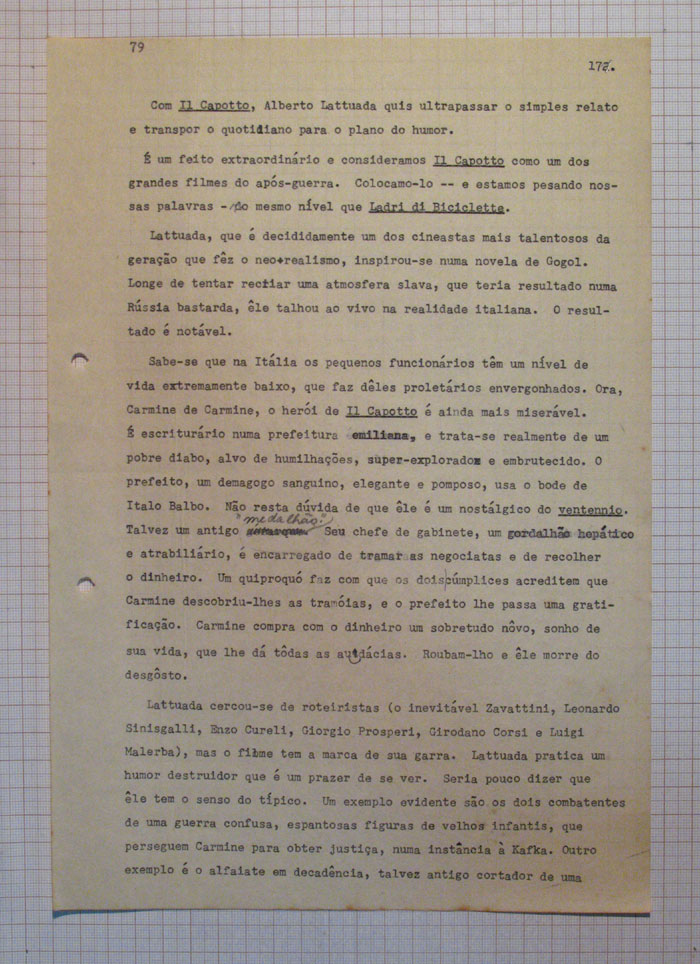 79
177.
Com Il Capotto, Alberto Lattuada quis ultrapassar o simples relato
e transpor o quotidiano para o plano do humor.
É um feito extraordinário e consideramos Il Capotto como um dos
grandes filmes do após-guerra. Colocamo-lo -- e estamos pesando nos-
sas palavras - no mesmo nível que Ladri di Biciclette.
Lattuada, que é decididamente um dos cineastas mais talentosos da
geração que fêz o neo-realismo, inspirou-se numa novela de Gogol.
Longe de tentar recriar uma atmosfera slava, que teria resultado numa
Rússia bastarda, êle talhou ao vivo na realidade italiana. O resul-
tado é notável.
Sabe-se que na Itália os pequenos funcionários têm um nível de
vida extremamente baixo, que faz dêles proletários envergonhados. Ora,
Carmine de Carmine, o herói de Il Capotto é ainda mais miserável.
É escriturário numa prefeitura emiliana, e trata-se realmente de um
pobre diabo, alvo de humilhações, super-explorado e embrutecido. O
prefeito, um demagogo sanguino, elegante e pomposo, usa o bode de
Italo Balbo. Não resta dúvida de que êle é um nostálgico do ventennio.
"medalhão".
Talvez um antigo Seu chefe de gabinete, um gordalhão hepático
e atrabiliário, é encarregado de tramar as negociatas e de recolher
o dinheiro. Um quiproquó faz com que os dois cúmplices acreditem que
Carmine descobriu-lhes as tramóias, e o prefeito lhe passa uma grati-
ficação. Carmine compra com o dinheiro um sobretudo nôvo, sonho de
sua vida, que lhe dá tôdas as audácias. Roubam-lho e êle morre do
desgôsto.
Lattuada cercou-se de roteiristas (o inevitável Zavattini, Leonardo
Sinisgalli, Enzo Cureli, Giorgio Prosperi, Girodano Corsi e Luigi
Malerba), mas o filme tem a marca de sua garra. Lattuada pratica um
humor destruidor que é um prazer de se ver. Seria pouco dizer que
êle tem o senso do típico. Um exemplo evidente são os dois combatentes
de uma guerra confusa, espantosas figuras de velhos infantis, que
perseguem Carmine para obter justiça, numa instância à Kafka. Outro
exemplo é o alfaiate em decadência, talvez antigo cortador de uma